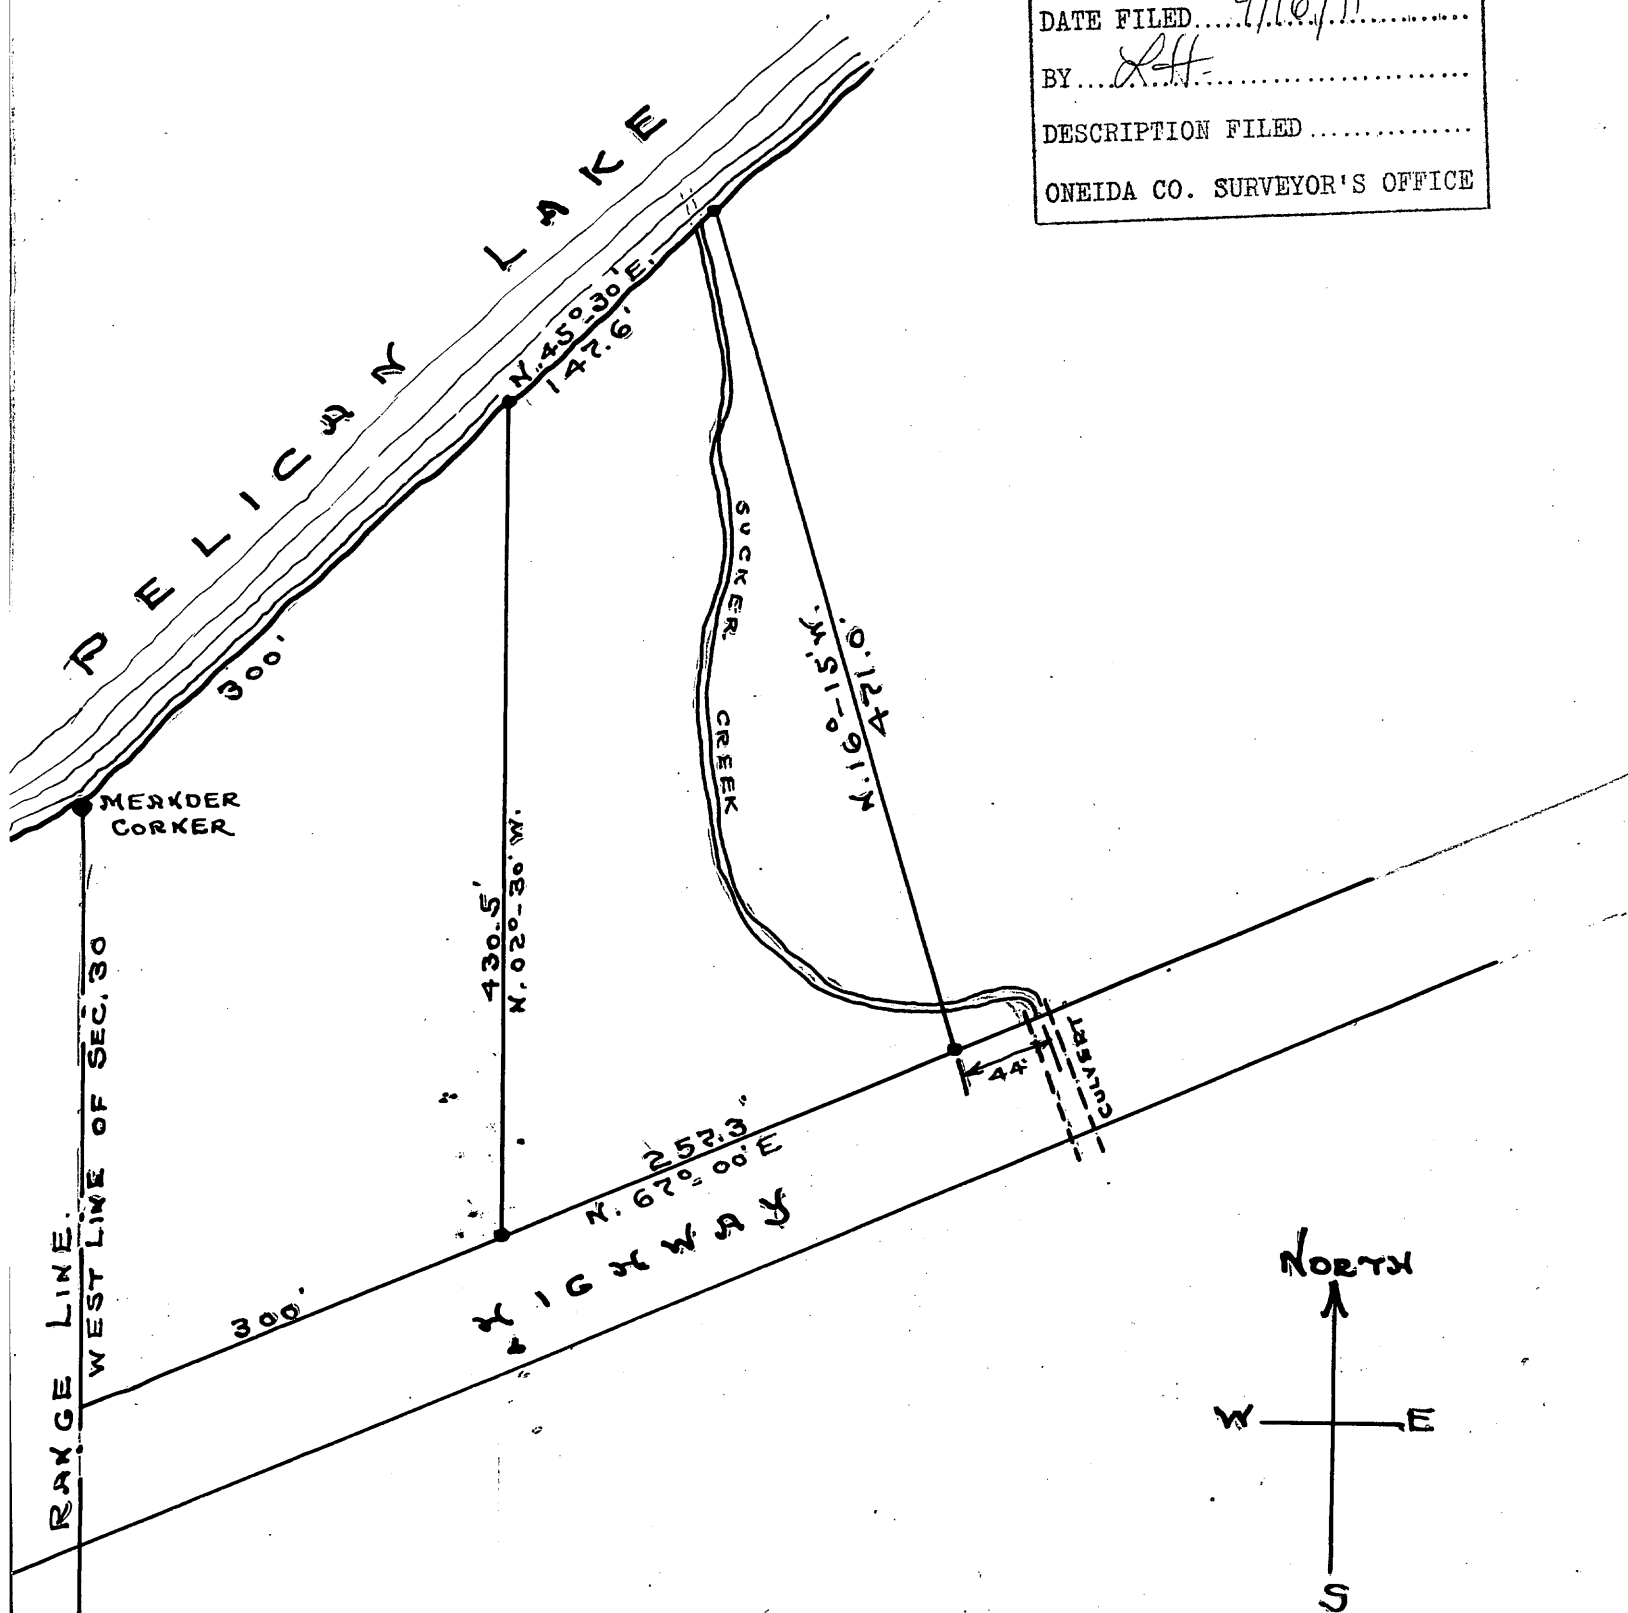 DATE FILED
BY
DESCRIPTION FILED
ONEIDA CO. SURVEYOR'S OFFICE
PELICAN LAKE
N. 45°-30' E.
147.6'
300'
SUCKER CREEK
421.0'
N. 16°-15' W.
MEANDER
CORNER
430.5'
N. 02°-30' W.
WEST LINE OF SEC. 30
RANGE LINE.
44'
CULVERT
257.3'
N. 67°-00' E
HIGHWAY
300'
NORTH
W E
S